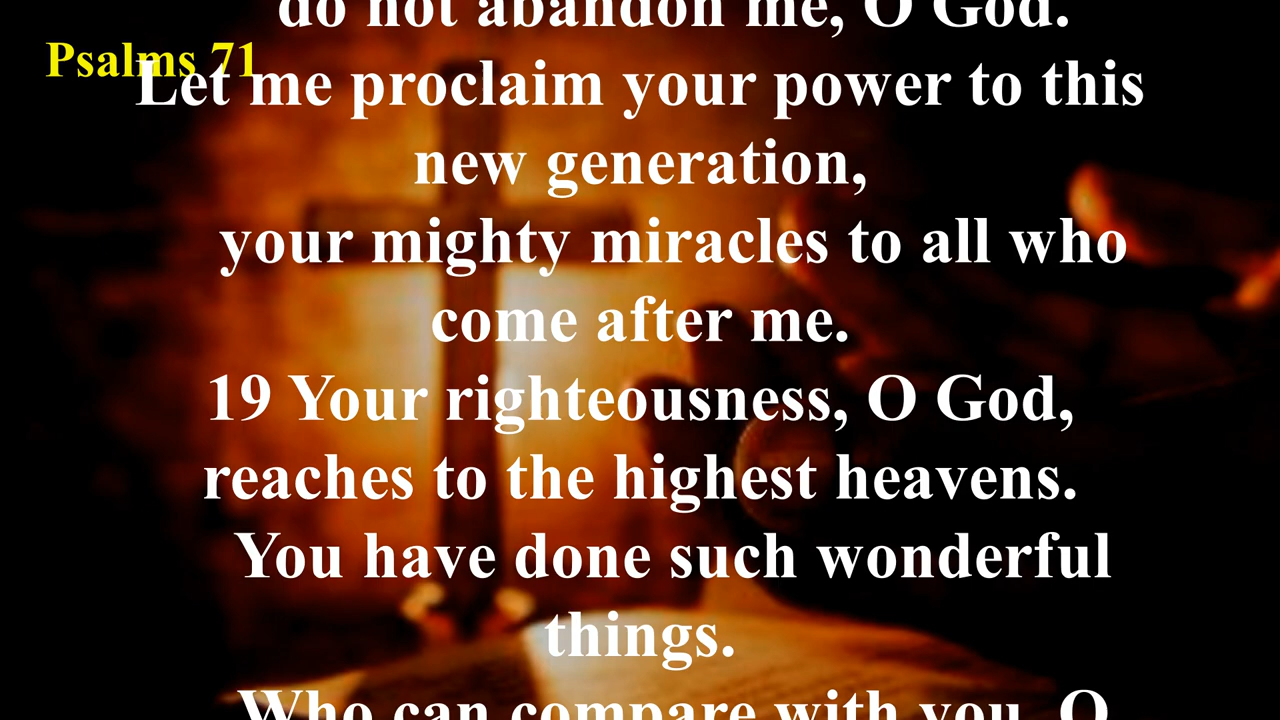 do not abandon me, O God.
Psalms 71
Let me proclaim your power to this
new generation,
your mighty miracles to all who
come after me.
19 Your righteousness, O God,
reaches to the highest heavens.
You have done such wonderful
things.
Who can compare with you, O